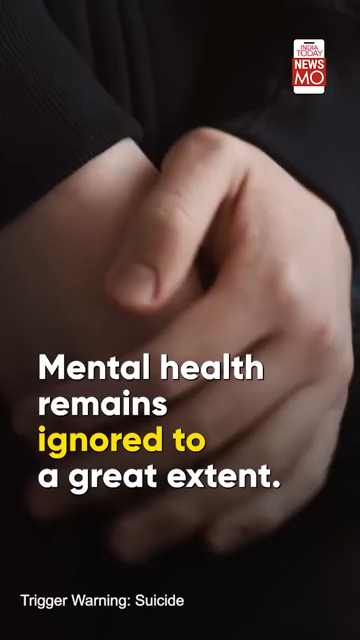 INDIA
TODAY
NEWS
MO
Mental health
remains
ignored to
a great extent.
Trigger Warning: Suicide